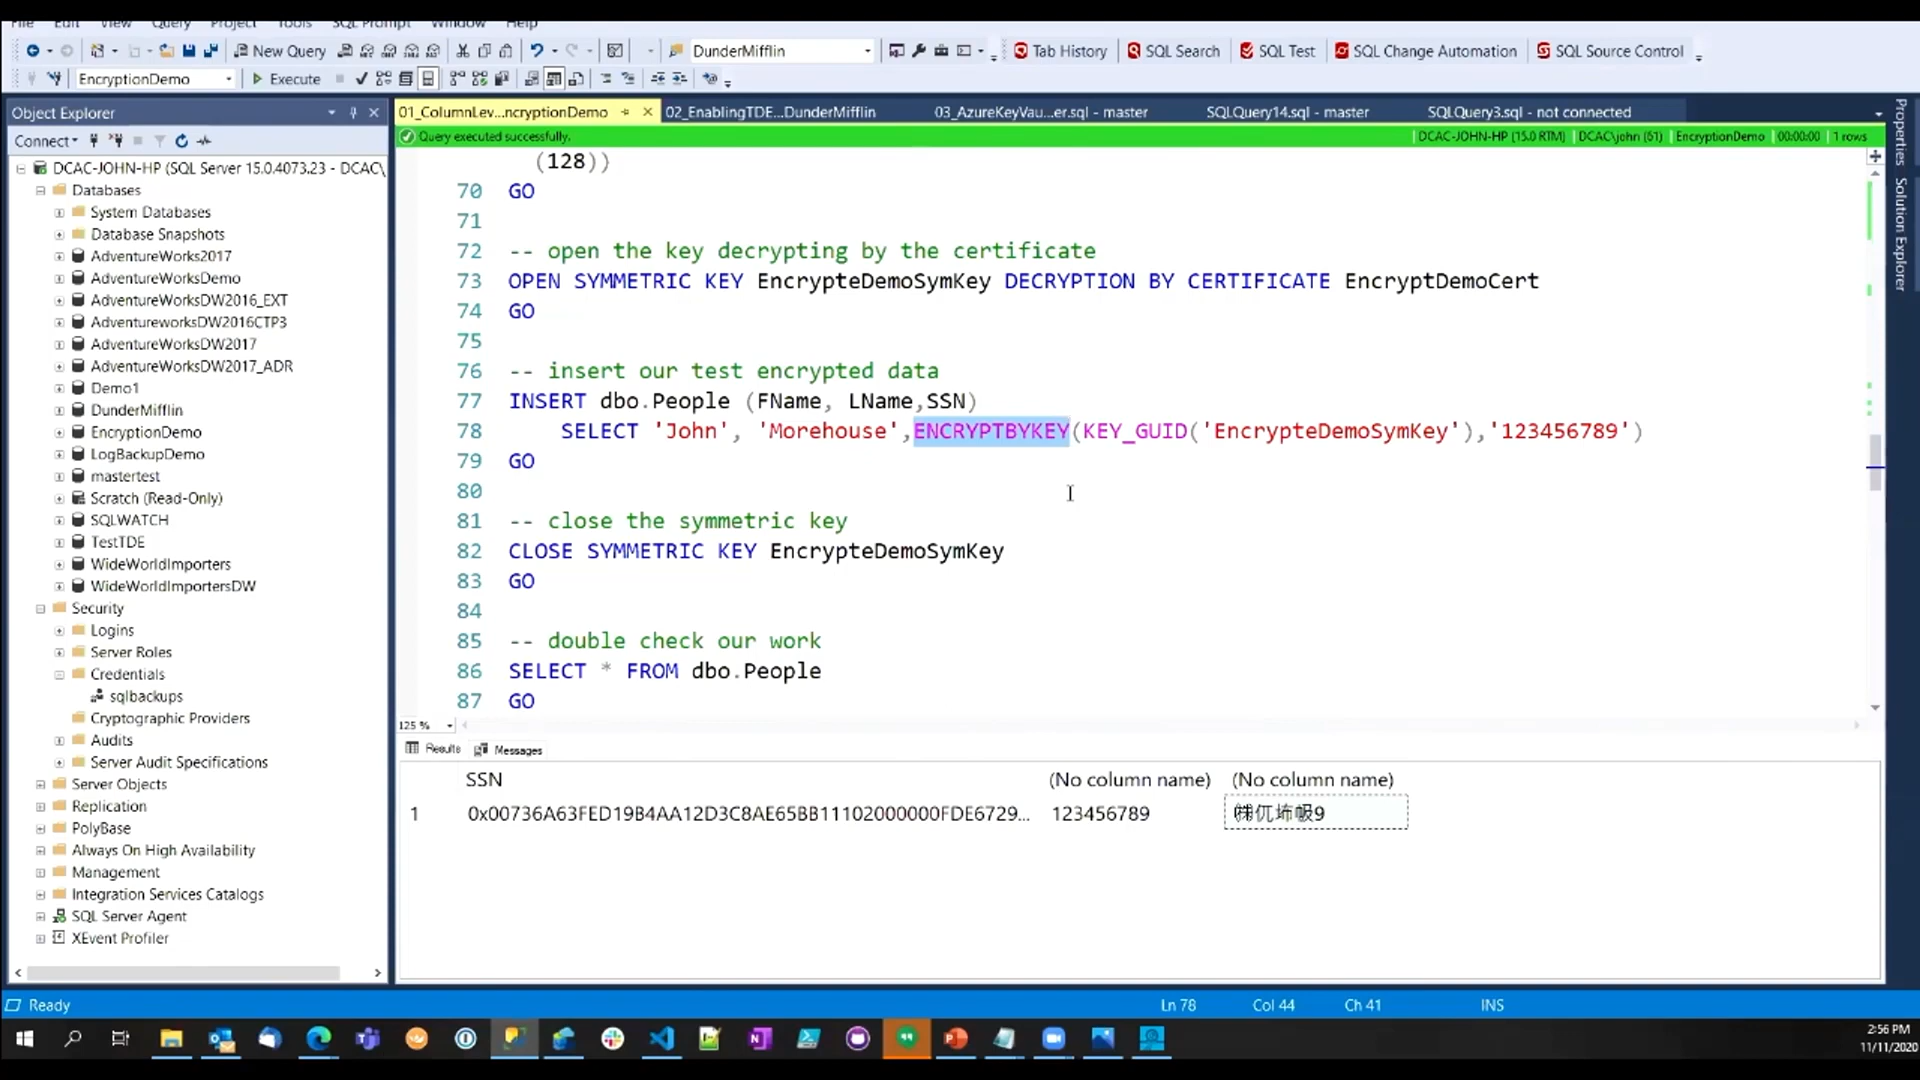 File Edit View Query Project Tools SQL Prompt Window Help
New Query DunderMifflin Tab History SQL Search SQL Test SQL Change Automation SQL Source Control
EncryptionDemo Execute
Object Explorer
Connect
DCAC-JOHN-HP (SQL Server 15.0.4073.23 - DCAC\
Databases
System Databases
Database Snapshots
AdventureWorks2017
AdventureWorksDemo
AdventureWorksDW2016_EXT
AdventureworksDW2016CTP3
AdventureWorksDW2017
AdventureWorksDW2017_ADR
Demo1
DunderMifflin
EncryptionDemo
LogBackupDemo
mastertest
Scratch (Read-Only)
SQLWATCH
TestTDE
WideWorldImporters
WideWorldImportersDW
Security
Logins
Server Roles
Credentials
sqlbackups
Cryptographic Providers
Audits
Server Audit Specifications
Server Objects
Replication
PolyBase
Always On High Availability
Management
Integration Services Catalogs
SQL Server Agent
XEvent Profiler
01_ColumnLev...ncryptionDemo 02_EnablingTDE...DunderMifflin 03_AzureKeyVau...er.sql - master SQLQuery14.sql - master SQLQuery3.sql - not connected
Query executed successfully. DCAC-JOHN-HP (15.0 RTM) DCAC\john (61) EncryptionDemo 00:00:00 1 rows
(128))
70 GO
71
72 -- open the key decrypting by the certificate
73 OPEN SYMMETRIC KEY EncrypteDemoSymKey DECRYPTION BY CERTIFICATE EncryptDemoCert
74 GO
75
76 -- insert our test encrypted data
77 INSERT dbo.People (FName, LName,SSN)
78 SELECT 'John', 'Morehouse',ENCRYPTBYKEY(KEY_GUID('EncrypteDemoSymKey'),'123456789')
79 GO
80
81 -- close the symmetric key
82 CLOSE SYMMETRIC KEY EncrypteDemoSymKey
83 GO
84
85 -- double check our work
86 SELECT * FROM dbo.People
87 GO
125 %
Results Messages
SSN (No column name) (No column name)
1 0x00736A63FED19B4AA12D3C8AE65BB11102000000FDE6729... 123456789
Properties
Solution Explorer
Ready Ln 78 Col 44 Ch 41 INS
2:56 PM
11/11/2020